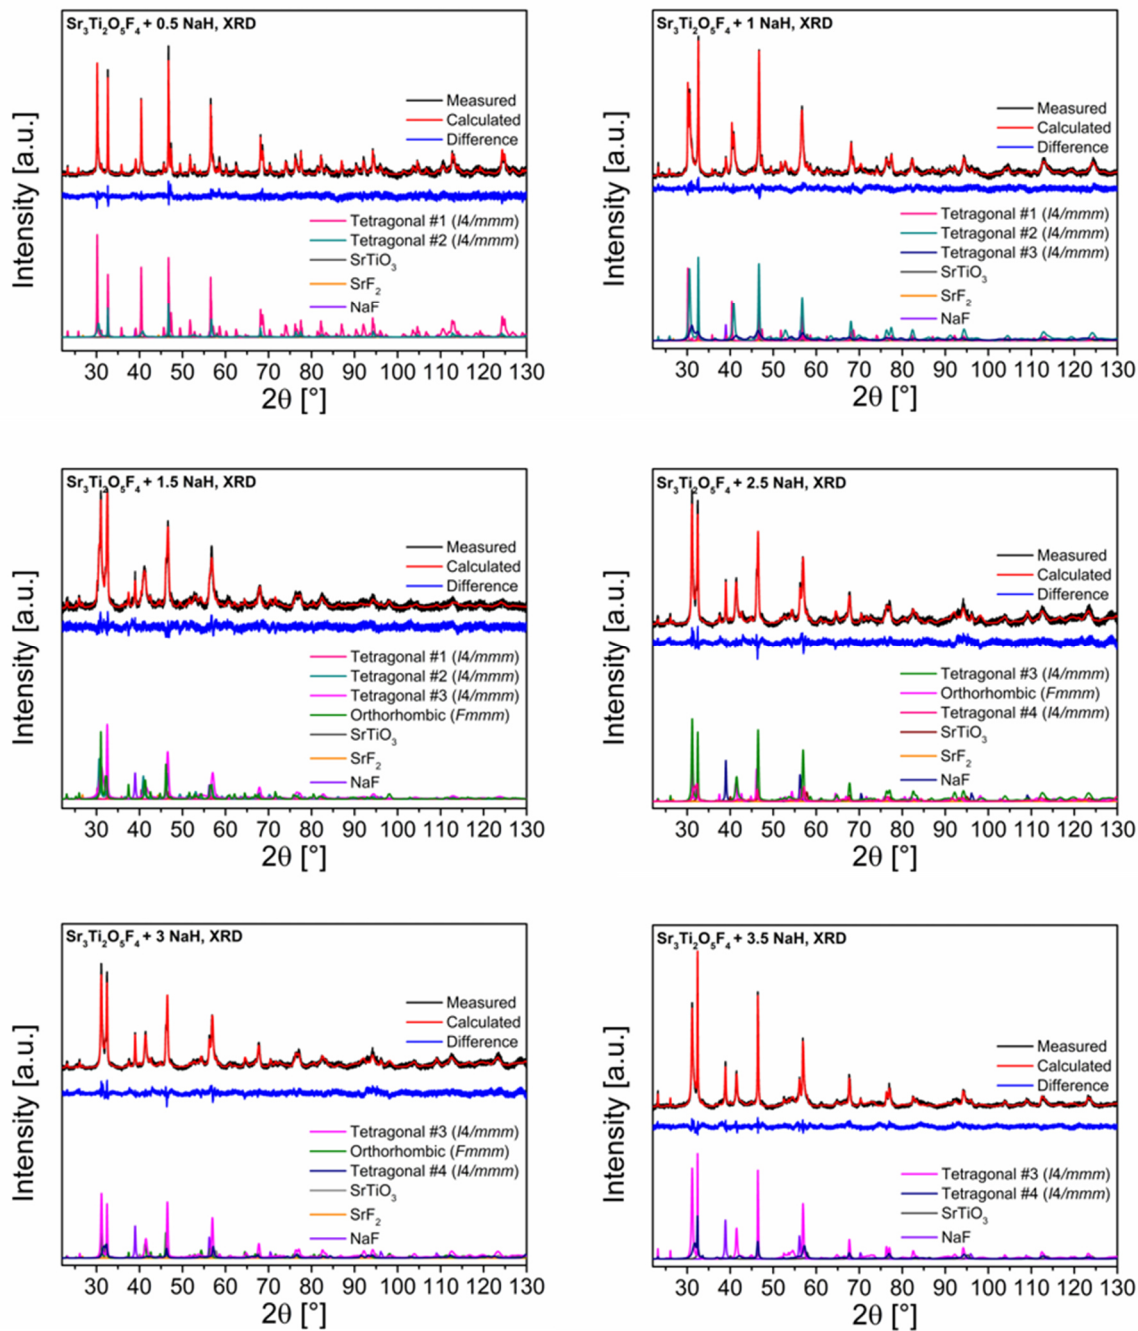 Sr3Ti2O5F4 + 0.5 NaH, XRD
Intensity [a.u.]
Measured
Calculated
Difference
Tetragonal #1 (I4/mmm)
Tetragonal #2 (I4/mmm)
SrTiO3
SrF2
NaF
30 40 50 60 70 80 90 100 110 120 130
2θ [°]
Sr3Ti2O5F4 + 1 NaH, XRD
Intensity [a.u.]
Measured
Calculated
Difference
Tetragonal #1 (I4/mmm)
Tetragonal #2 (I4/mmm)
Tetragonal #3 (I4/mmm)
SrTiO3
SrF2
NaF
30 40 50 60 70 80 90 100 110 120 130
2θ [°]
Sr3Ti2O5F4 + 1.5 NaH, XRD
Intensity [a.u.]
Measured
Calculated
Difference
Tetragonal #1 (I4/mmm)
Tetragonal #2 (I4/mmm)
Tetragonal #3 (I4/mmm)
Orthorhombic (Fmmm)
SrTiO3
SrF2
NaF
30 40 50 60 70 80 90 100 110 120 130
2θ [°]
Sr3Ti2O5F4 + 2.5 NaH, XRD
Intensity [a.u.]
Measured
Calculated
Difference
Tetragonal #3 (I4/mmm)
Orthorhombic (Fmmm)
Tetragonal #4 (I4/mmm)
SrTiO3
SrF2
NaF
30 40 50 60 70 80 90 100 110 120 130
2θ [°]
Sr3Ti2O5F4 + 3 NaH, XRD
Intensity [a.u.]
Measured
Calculated
Difference
Tetragonal #3 (I4/mmm)
Orthorhombic (Fmmm)
Tetragonal #4 (I4/mmm)
SrTiO3
SrF2
NaF
30 40 50 60 70 80 90 100 110 120 130
2θ [°]
Sr3Ti2O5F4 + 3.5 NaH, XRD
Intensity [a.u.]
Measured
Calculated
Difference
Tetragonal #3 (I4/mmm)
Tetragonal #4 (I4/mmm)
SrTiO3
NaF
30 40 50 60 70 80 90 100 110 120 130
2θ [°]